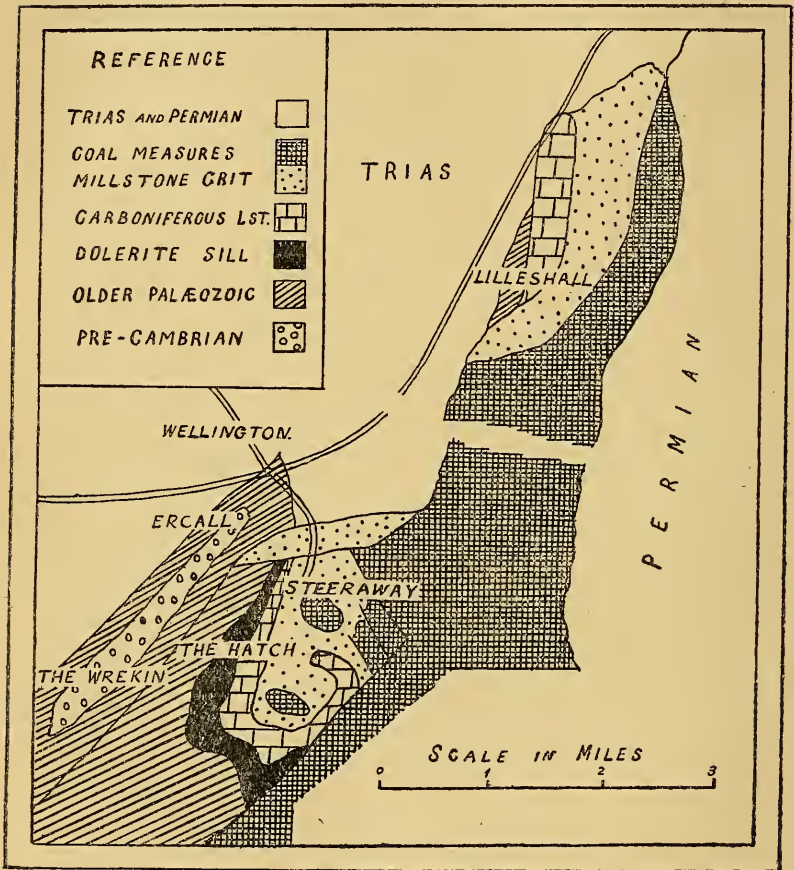 REFERENCE
TRIAS AND PERMIAN
COAL MEASURES
MILLSTONE GRIT
CARBONIFEROUS LST.
DOLERITE SILL
OLDER PALÆOZOIC
PRE-CAMBRIAN
TRIAS
LILLESHALL
PERMIAN
WELLINGTON.
ERCALL
STEERAWAY
THE HATCH
THE WREKIN
SCALE IN MILES
0 1 2 3